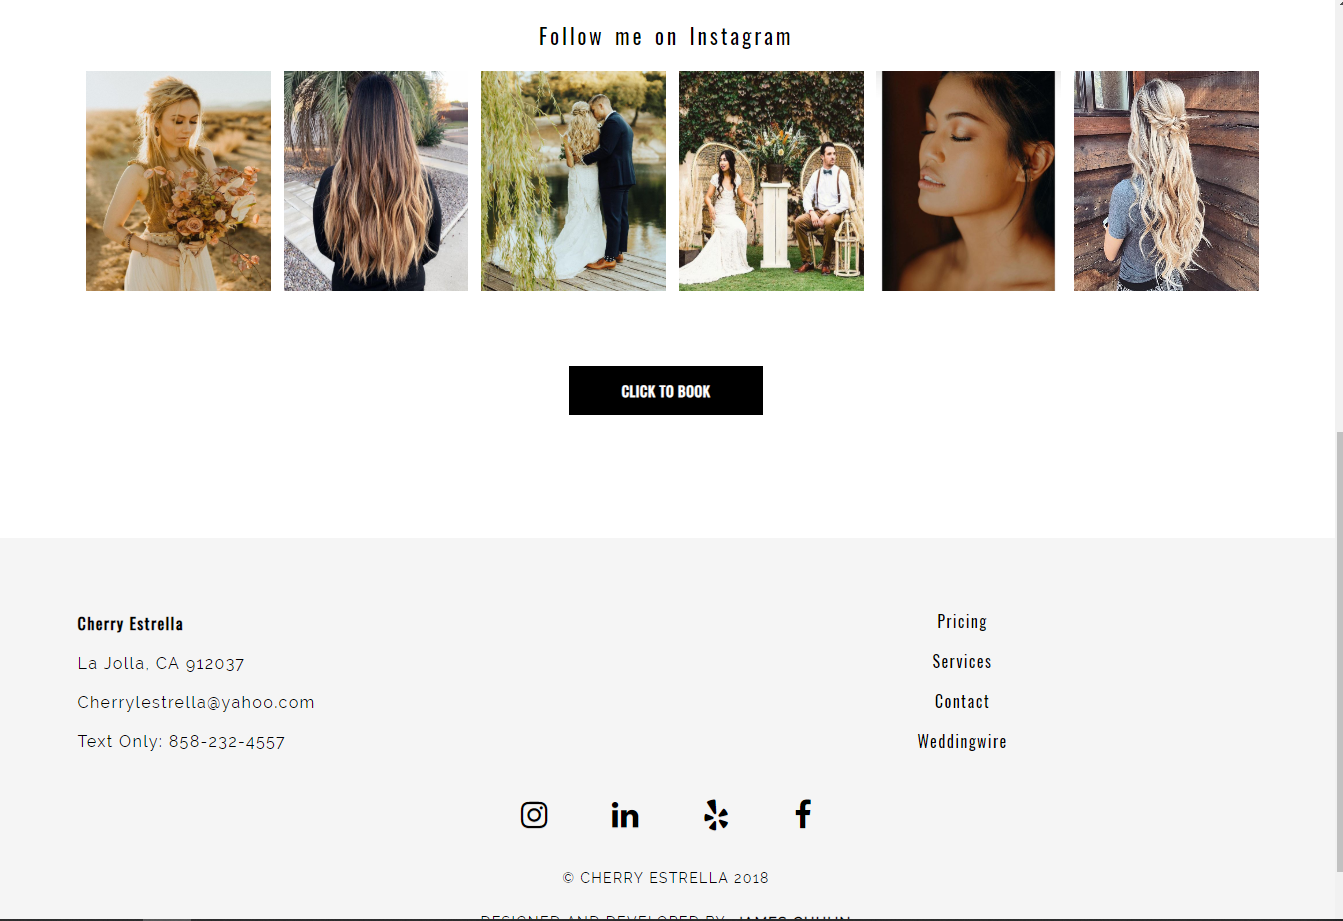 Follow me on Instagram
CLICK TO BOOK
Cherry Estrella
La Jolla, CA 912037
Cherrylestrella@yahoo.com
Text Only: 858-232-4557
Pricing
Services
Contact
Weddingwire
© CHERRY ESTRELLA 2018
DESIGNED AND DEVELOPED BY: JAMES